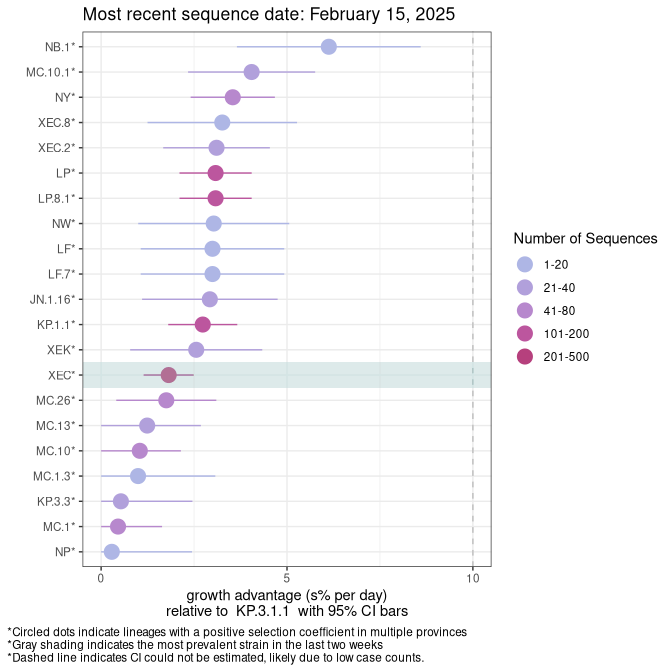 Most recent sequence date: February 15, 2025
NB.1*
MC.10.1*
NY*
XEC.8*
XEC.2*
LP*
LP.8.1*
NW*
LF*
LF.7*
JN.1.16*
KP.1.1*
XEK*
XEC*
MC.26*
MC.13*
MC.10*
MC.1.3*
KP.3.3*
MC.1*
NP*
0 5 10
growth advantage (s% per day)
relative to KP.3.1.1 with 95% CI bars
Number of Sequences
1-20
21-40
41-80
101-200
201-500
*Circled dots indicate lineages with a positive selection coefficient in multiple provinces
*Gray shading indicates the most prevalent strain in the last two weeks
*Dashed line indicates CI could not be estimated, likely due to low case counts.